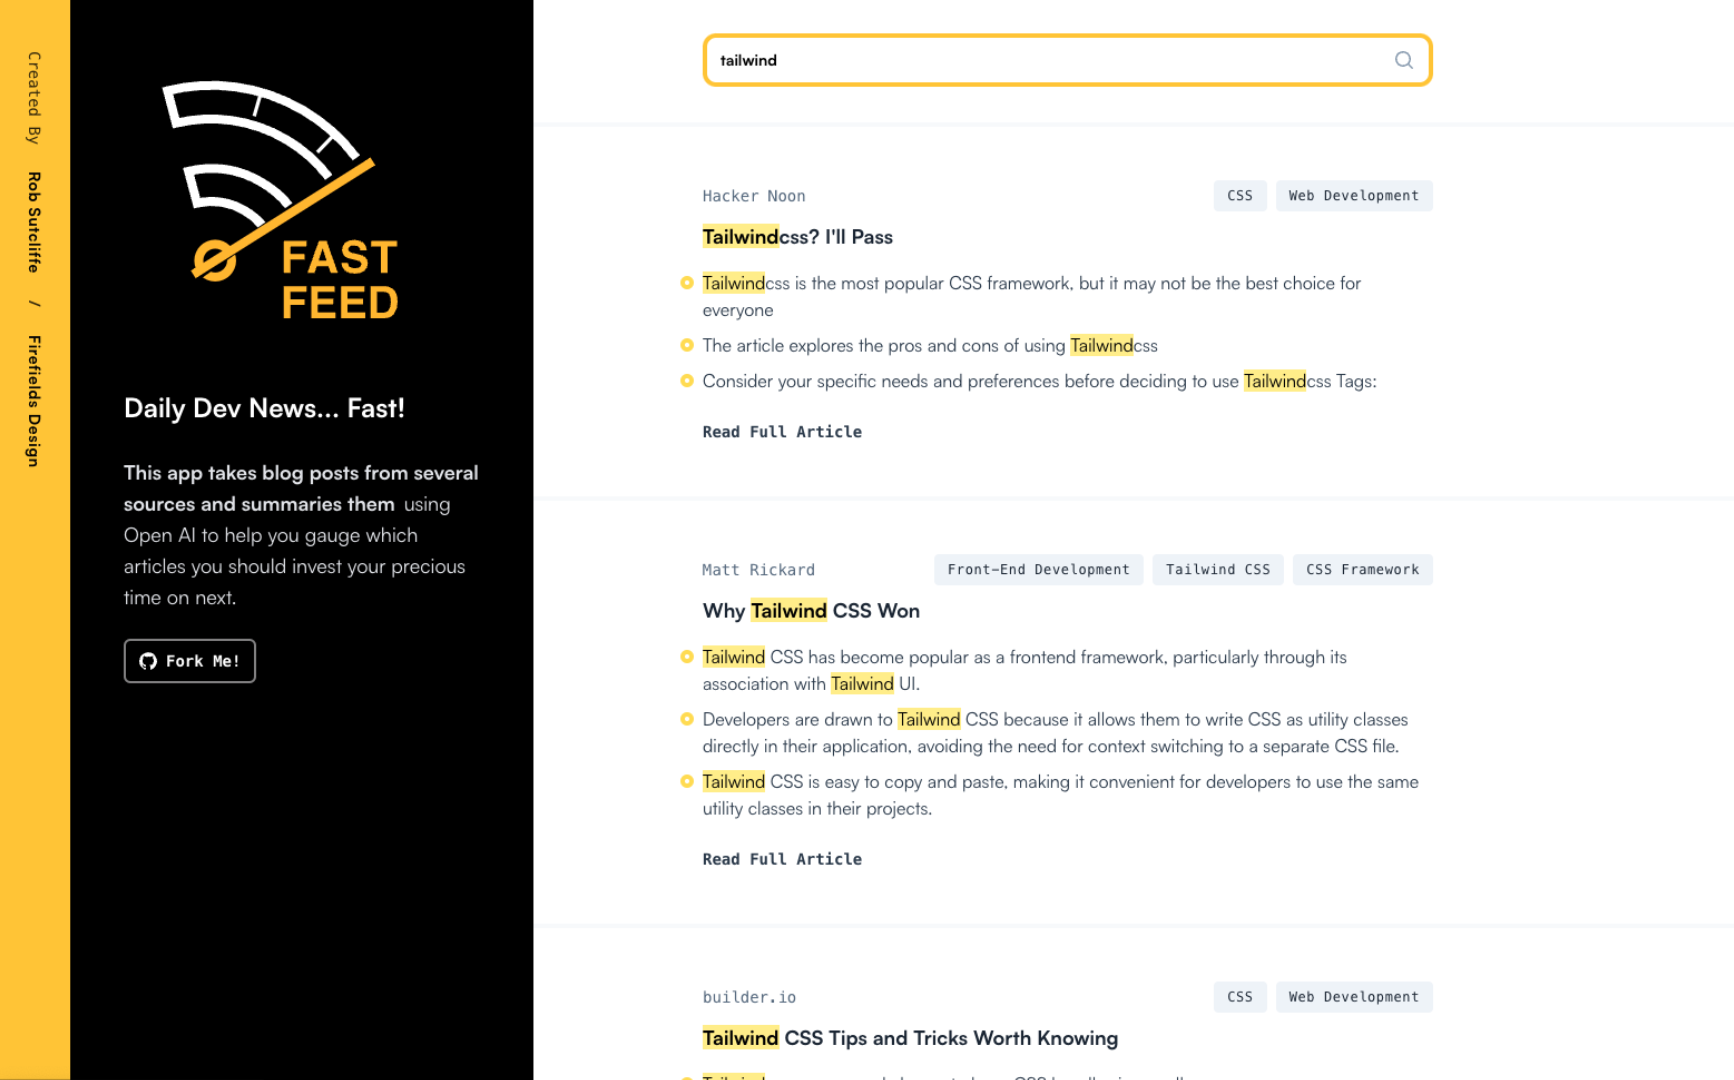 Created By Rob Sutcliffe / Firefields Design
FAST
FEED
Daily Dev News... Fast!
This app takes blog posts from several
sources and summaries them using
Open AI to help you gauge which
articles you should invest your precious
time on next.
Fork Me!
tailwind
Hacker Noon
CSS
Web Development
Tailwindcss? I'll Pass
Tailwindcss is the most popular CSS framework, but it may not be the best choice for
everyone
The article explores the pros and cons of using Tailwindcss
Consider your specific needs and preferences before deciding to use Tailwindcss Tags:
Read Full Article
Matt Rickard
Front-End Development
Tailwind CSS
CSS Framework
Why Tailwind CSS Won
Tailwind CSS has become popular as a frontend framework, particularly through its
association with Tailwind UI.
Developers are drawn to Tailwind CSS because it allows them to write CSS as utility classes
directly in their application, avoiding the need for context switching to a separate CSS file.
Tailwind CSS is easy to copy and paste, making it convenient for developers to use the same
utility classes in their projects.
Read Full Article
builder.io
CSS
Web Development
Tailwind CSS Tips and Tricks Worth Knowing